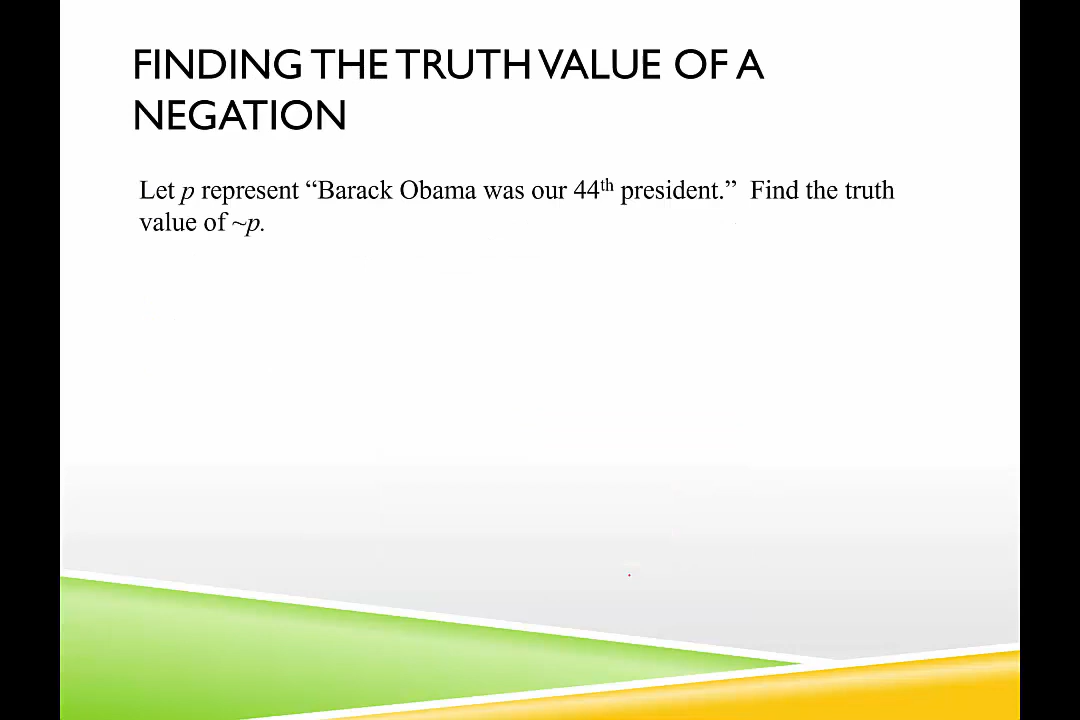 FINDING THE TRUTH VALUE OF A
NEGATION
Let p represent “Barack Obama was our 44th president.” Find the truth
value of ~p.